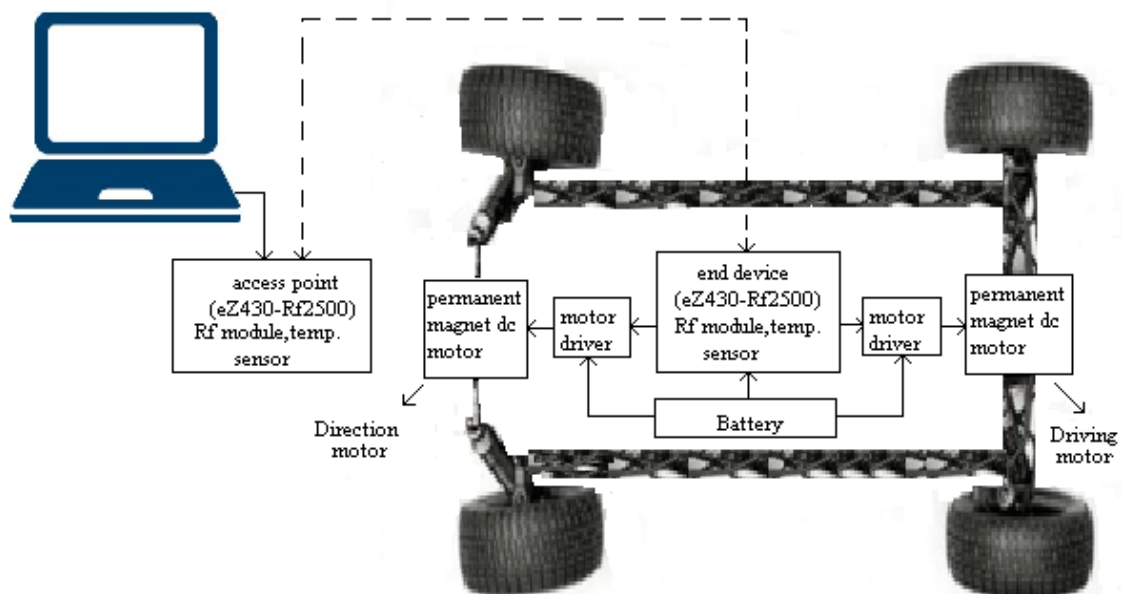 access point
(eZ430-Rf2500)
Rf module,temp.
sensor
permanent
magnet dc
motor
motor
driver
end device
(eZ430-Rf2500)
Rf module,temp.
sensor
motor
driver
permanent
magnet dc
motor
Battery
Direction
motor
Driving
motor